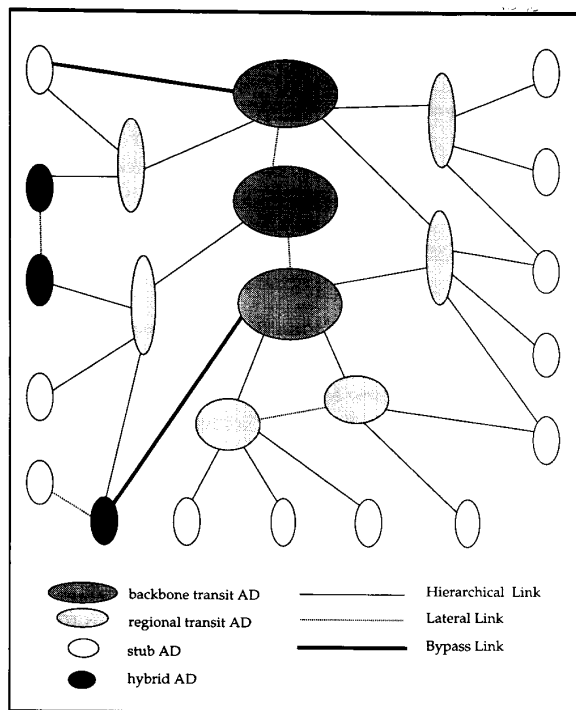 backbone transit AD
Hierarchical Link
regional transit AD
Lateral Link
stub AD
Bypass Link
hybrid AD